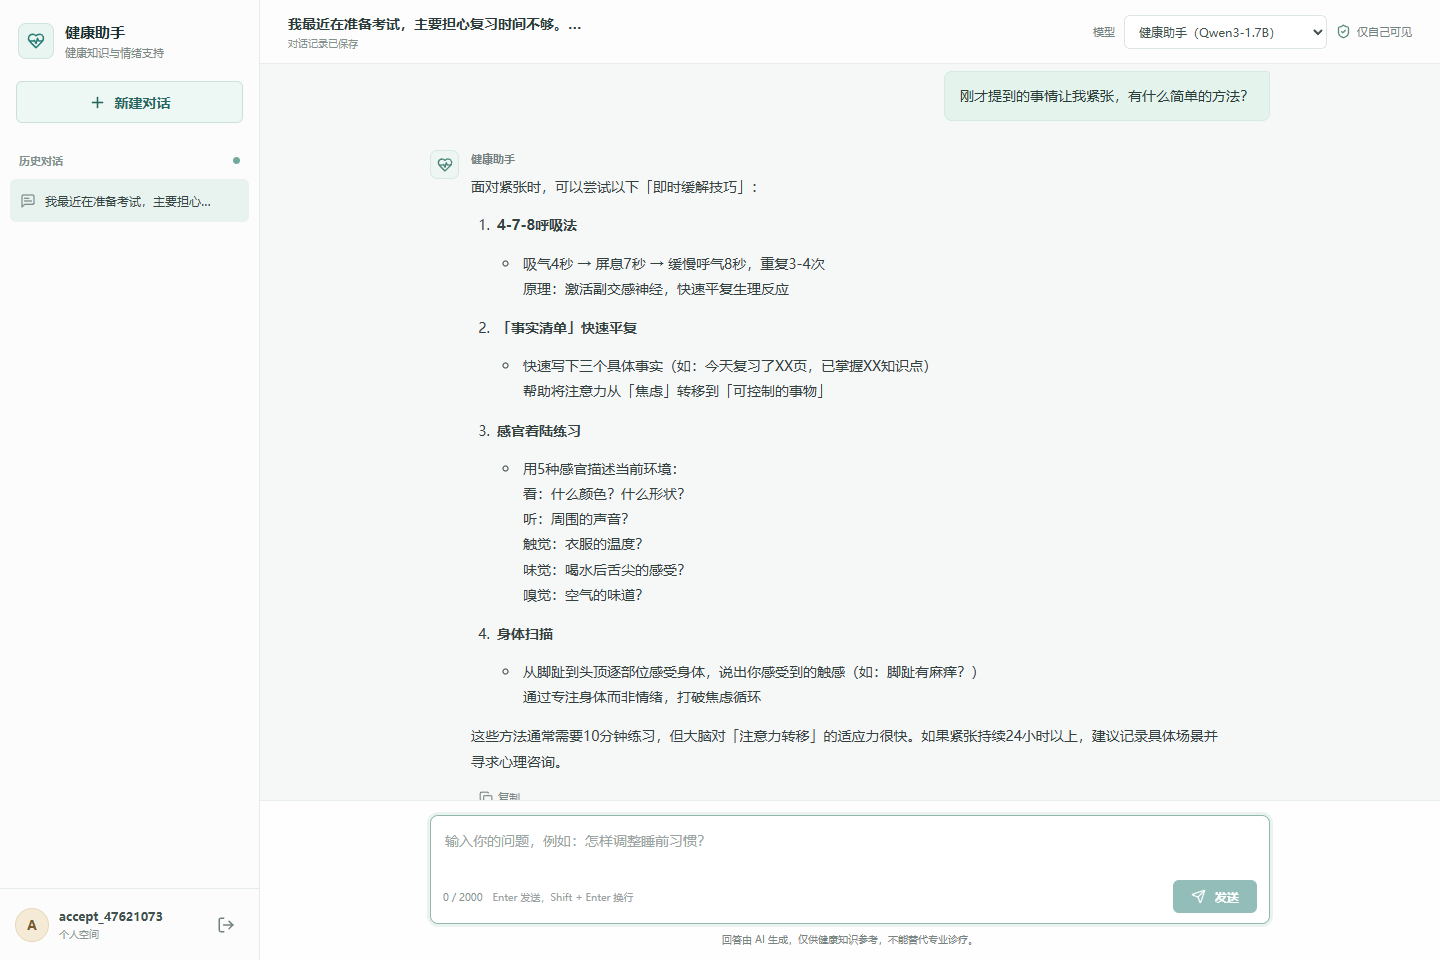 健康助手
健康知识与情绪支持
新建对话
历史对话
我最近在准备考试，主要担心...
accept_47621073
个人空间
A
我最近在准备考试，主要担心复习时间不够。...
对话记录已保存
模型
健康助手（Qwen3-1.7B）
仅自己可见
刚才提到的事情让我紧张，有什么简单的方法？
健康助手
面对紧张时，可以尝试以下「即时缓解技巧」：
1. 4-7-8呼吸法
吸气4秒 → 屏息7秒 → 缓慢呼气8秒，重复3-4次
原理：激活副交感神经，快速平复生理反应
2. 「事实清单」快速平复
快速写下三个具体事实（如：今天复习了XX页，已掌握XX知识点）
帮助将注意力从「焦虑」转移到「可控制的事物」
3. 感官着陆练习
用5种感官描述当前环境：
看：什么颜色？什么形状？
听：周围的声音？
触觉：衣服的温度？
味觉：喝水后舌尖的感受？
嗅觉：空气的味道？
4. 身体扫描
从脚趾到头顶逐部位感受身体，说出你感受到的触感（如：脚趾有麻痒？）
通过专注身体而非情绪，打破焦虑循环
这些方法通常需要10分钟练习，但大脑对「注意力转移」的适应力很快。如果紧张持续24小时以上，建议记录具体场景并
寻求心理咨询。
复制
输入你的问题，例如：怎样调整睡前习惯？
0 / 2000 Enter 发送，Shift + Enter 换行
发送
回答由 AI 生成，仅供健康知识参考，不能替代专业诊疗。